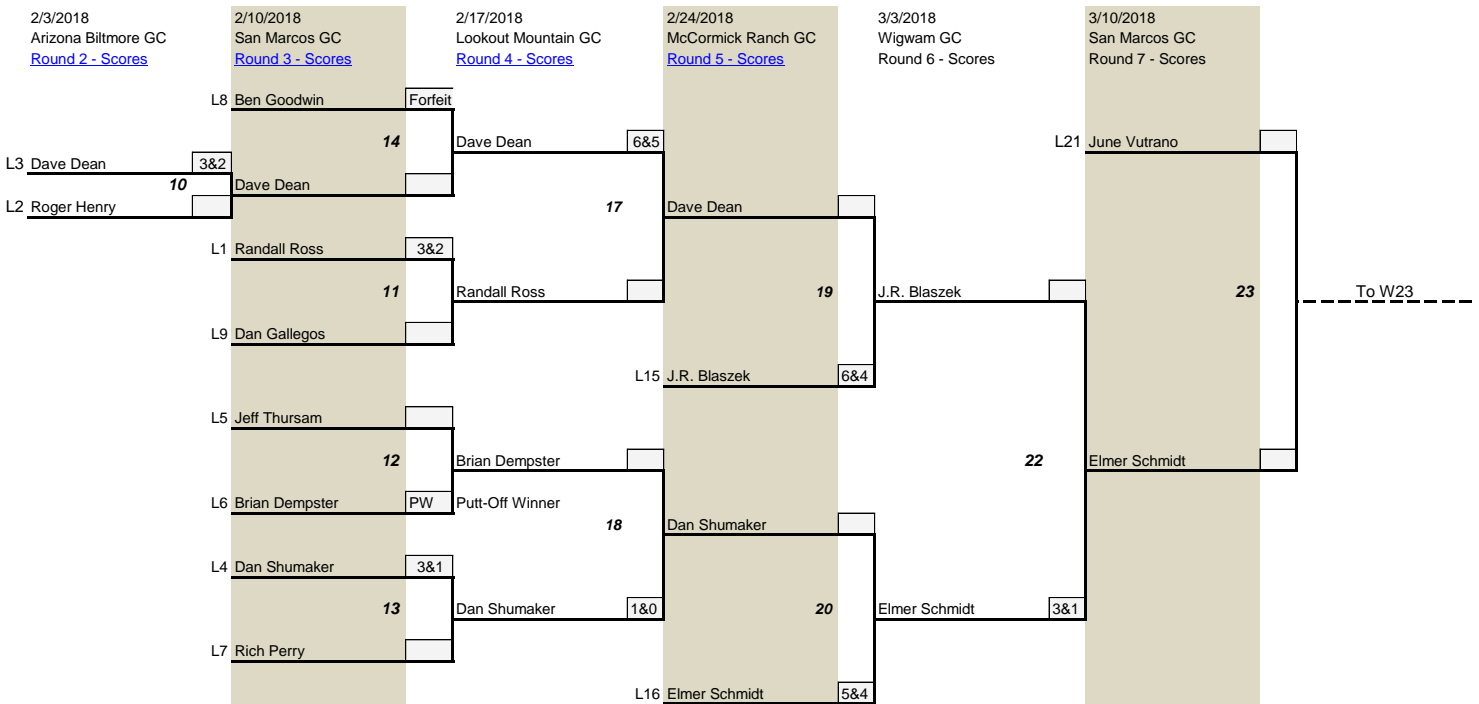 2/3/2018 2/10/2018 2/17/2018 2/24/2018 3/3/2018 3/10/2018
Arizona Biltmore GC San Marcos GC Lookout Mountain GC McCormick Ranch GC Wigwam GC San Marcos GC
Round 2 - Scores Round 3 - Scores Round 4 - Scores Round 5 - Scores Round 6 - Scores Round 7 - Scores
L8 Ben Goodwin Forfeit
14 Dave Dean 6&5 L21 June Vutrano
L3 Dave Dean 3&2
10 Dave Dean
L2 Roger Henry 17 Dave Dean
L1 Randall Ross 3&2
11 Randall Ross 19 J.R. Blaszek 23 To W23
L9 Dan Gallegos
L15 J.R. Blaszek 6&4
L5 Jeff Thursam
12 Brian Dempster 22 Elmer Schmidt
L6 Brian Dempster PW Putt-Off Winner
18 Dan Shumaker
L4 Dan Shumaker 3&1
13 Dan Shumaker 1&0 20 Elmer Schmidt 3&1
L7 Rich Perry
L16 Elmer Schmidt 5&4